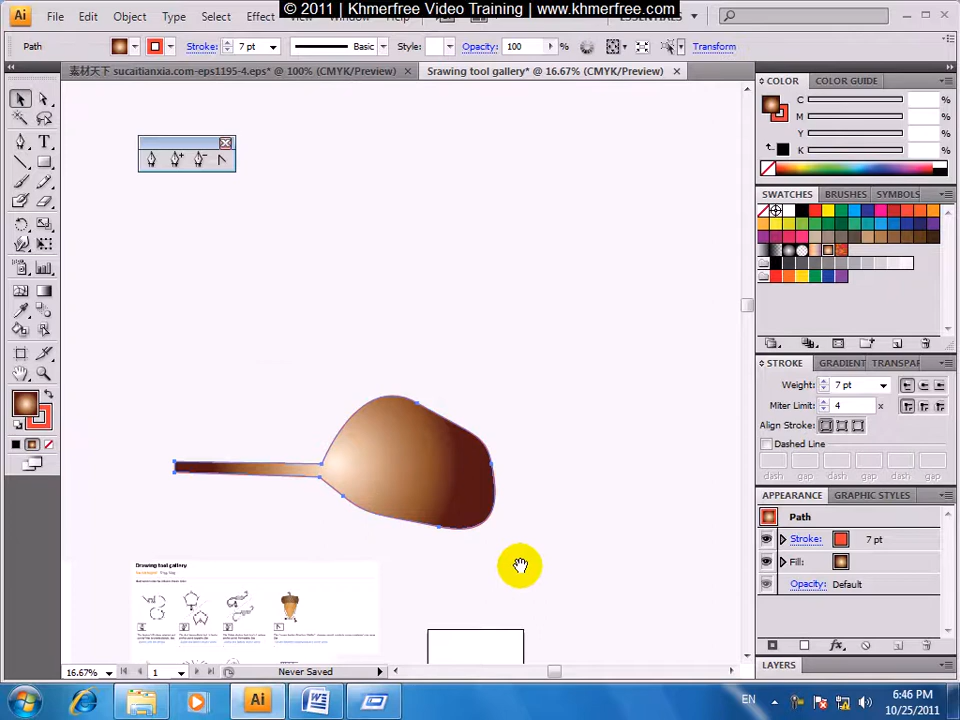 © 2011 | Khmerfree Video Training | www.khmerfree.com
File Edit Object Type Select Effect
Path Stroke: 7 pt Basic Style: Opacity: 100 % Transform
素材天下 sucaitianxia.com-eps1195-4.eps* @ 100% (CMYK/Preview) Srawing tool gallery* @ 16.67% (CMYK/Preview)
COLOR COLOR GUIDE
C %
M %
Y %
K %
SWATCHES BRUSHES SYMBOLS
STROKE GRADIENT TRANSPAR
Weight: 7 pt
Miter Limit: 4 x
Align Stroke:
Dashed Line
dash gap dash gap dash gap
APPEARANCE GRAPHIC STYLES
Path
Stroke: 7 pt
Fill:
Opacity: Default
LAYERS
Drawing tool gallery
16.67% 1 Never Saved
EN 6:46 PM
10/25/2011